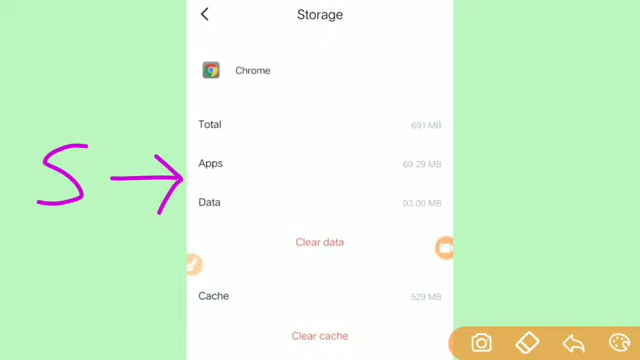 Storage
Chrome
Total 691 MB
Apps 69.29 MB
S →
Data 93.00 MB
Clear data
Cache 529 MB
Clear cache